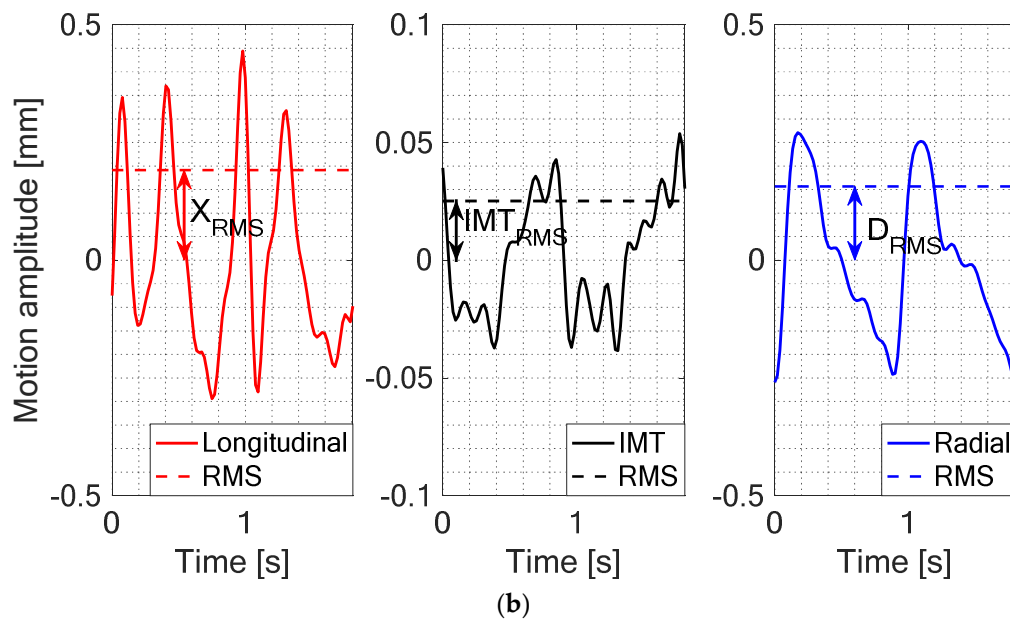 Motion amplitude [mm]
0.5
0
-0.5
X_RMS
Longitudinal
RMS
0 1
Time [s]
0.1
0.05
0
-0.05
-0.1
IMT_RMS
IMT
RMS
0 1
Time [s]
0.5
0
-0.5
D_RMS
Radial
RMS
0 1
Time [s]
(b)